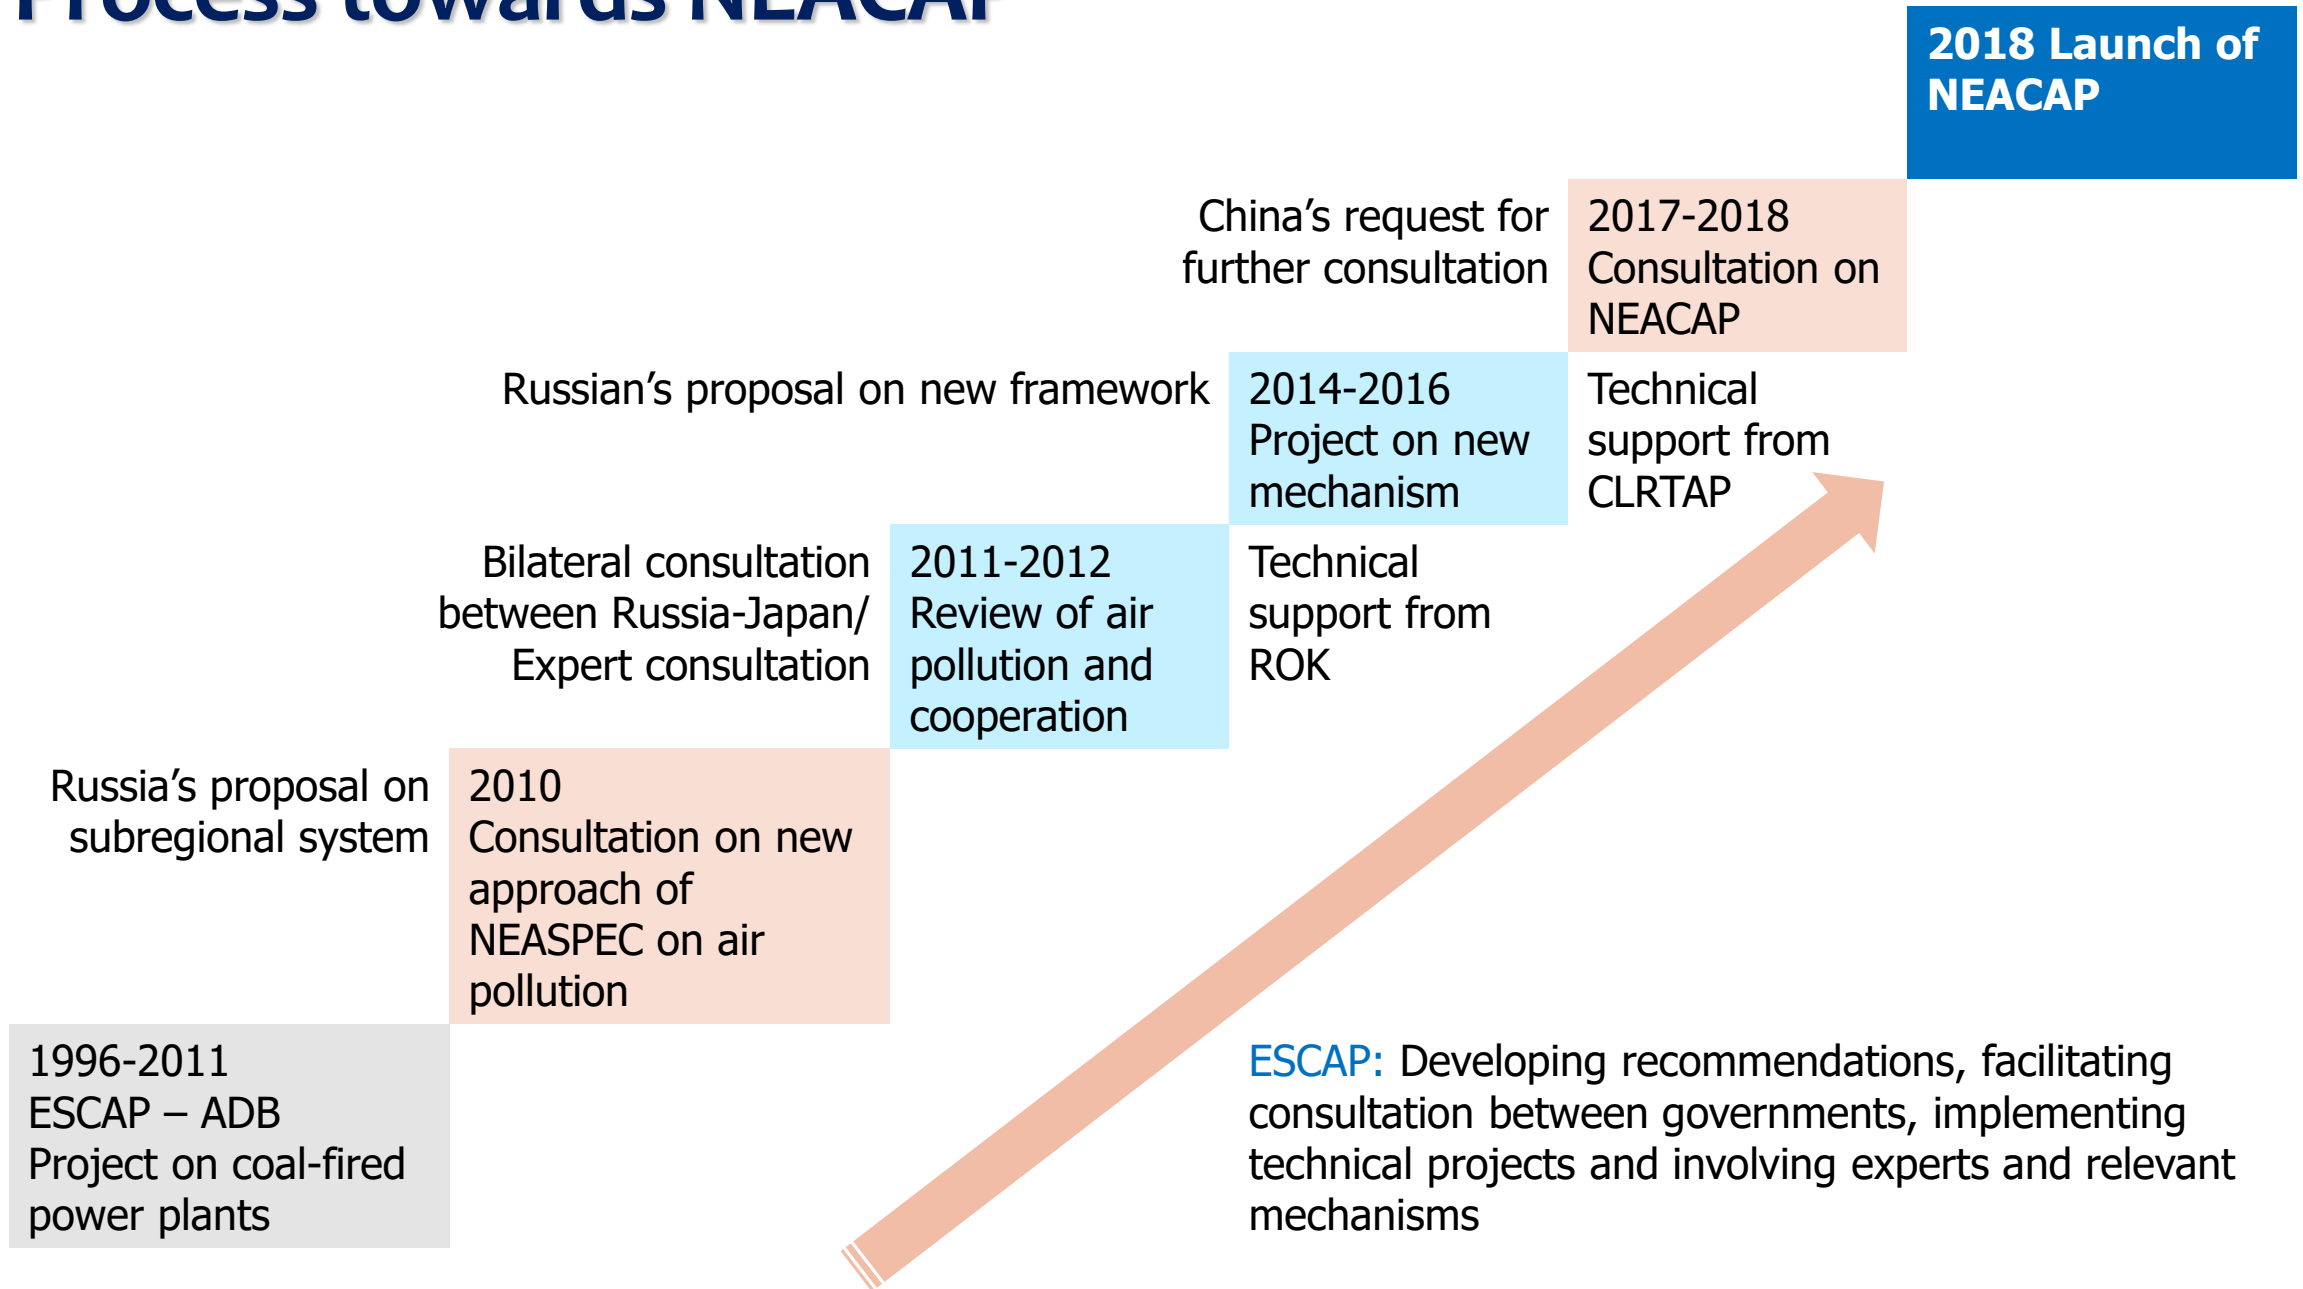 Process towards NEACAP
2018 Launch of
NEACAP
China’s request for
further consultation
2017-2018
Consultation on
NEACAP
Russian’s proposal on new framework
2014-2016
Project on new
mechanism
Technical
support from
CLRTAP
Bilateral consultation
between Russia-Japan/
Expert consultation
2011-2012
Review of air
pollution and
cooperation
Technical
support from
ROK
Russia’s proposal on
subregional system
2010
Consultation on new
approach of
NEASPEC on air
pollution
1996-2011
ESCAP – ADB
Project on coal-fired
power plants
ESCAP: Developing recommendations, facilitating
consultation between governments, implementing
technical projects and involving experts and relevant
mechanisms